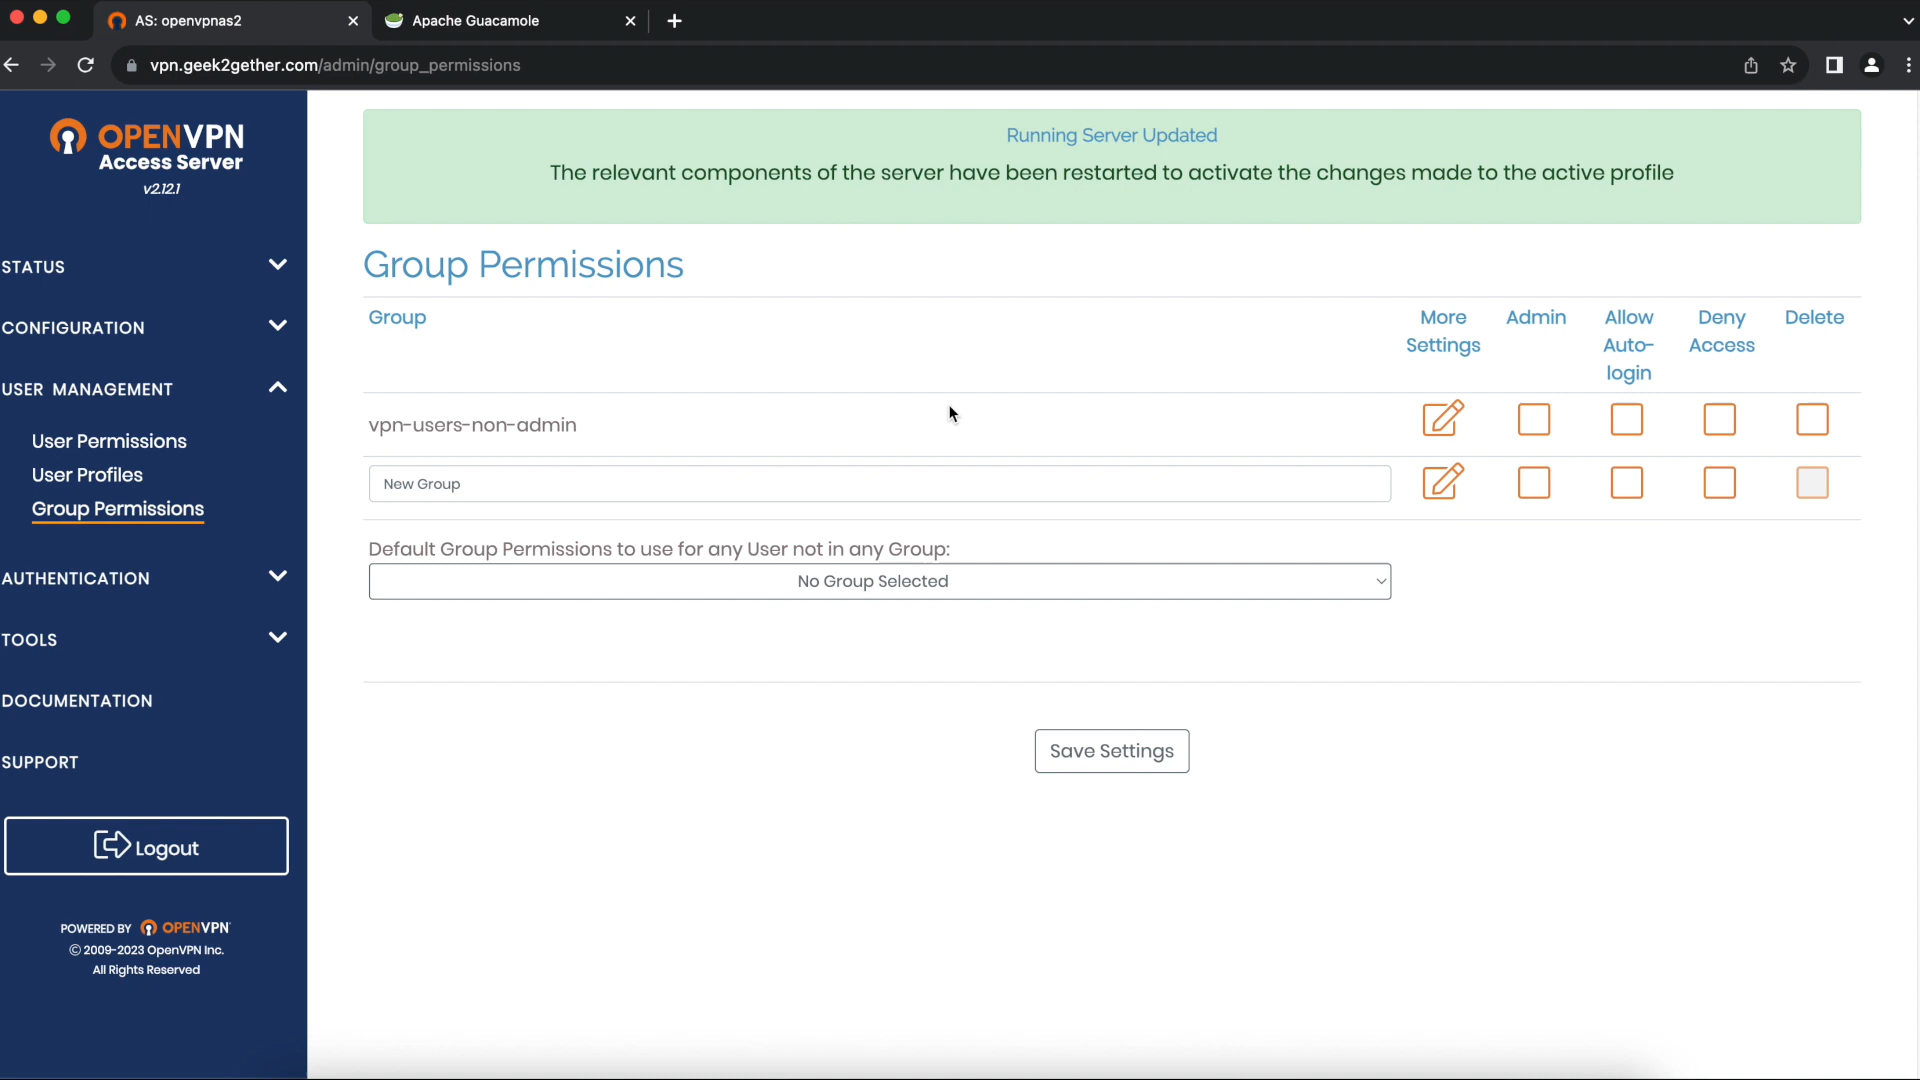 AS: openvpnas2
Apache Guacamole
vpn.geek2gether.com/admin/group_permissions
OPENVPN
Access Server
v2.12.1
STATUS
CONFIGURATION
USER MANAGEMENT
User Permissions
User Profiles
Group Permissions
AUTHENTICATION
TOOLS
DOCUMENTATION
SUPPORT
Logout
POWERED BY OPENVPN
© 2009-2023 OpenVPN Inc.
All Rights Reserved
Running Server Updated
The relevant components of the server have been restarted to activate the changes made to the active profile
Group Permissions
Group
More Settings
Admin
Allow Auto-login
Deny Access
Delete
vpn-users-non-admin
New Group
Default Group Permissions to use for any User not in any Group:
No Group Selected
Save Settings